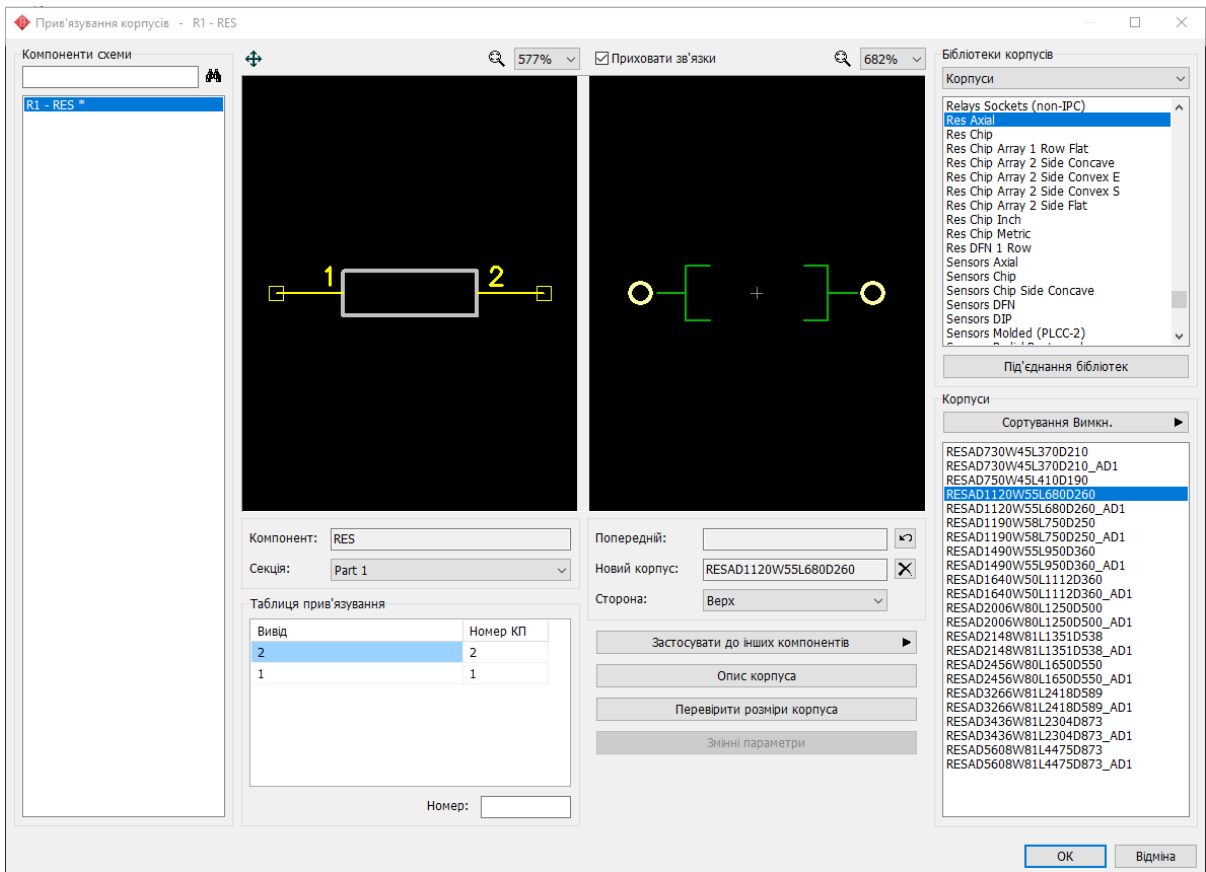 Прив'язування корпусів - R1 - RES
Компоненти схеми
R1 - RES *
577%
Приховати зв'язки
682%
1
2
Компонент: RES
Секція: Part 1
Таблиця прив'язування
Вивід Номер КП
2 2
1 1
Номер:
Попередній:
Новий корпус: RESAD1120W55L680D260
Сторона: Верх
Застосувати до інших компонентів
Опис корпуса
Перевірити розміри корпуса
Змінні параметри
Бібліотеки корпусів
Корпуси
Relays Sockets (non-IPC)
Res Axial
Res Chip
Res Chip Array 1 Row Flat
Res Chip Array 2 Side Concave
Res Chip Array 2 Side Convex E
Res Chip Array 2 Side Convex S
Res Chip Array 2 Side Flat
Res Chip Inch
Res Chip Metric
Res DFN 1 Row
Sensors Axial
Sensors Chip
Sensors Chip Side Concave
Sensors DFN
Sensors DIP
Sensors Molded (PLCC-2)
Під'єднання бібліотек
Корпуси
Сортування Вимкн.
RESAD730W45L370D210
RESAD730W45L370D210_AD1
RESAD750W45L410D190
RESAD1120W55L680D260
RESAD1120W55L680D260_AD1
RESAD1190W58L750D250
RESAD1190W58L750D250_AD1
RESAD1490W55L950D360
RESAD1490W55L950D360_AD1
RESAD1640W50L1112D360
RESAD1640W50L1112D360_AD1
RESAD2006W80L1250D500
RESAD2006W80L1250D500_AD1
RESAD2148W81L1351D538
RESAD2148W81L1351D538_AD1
RESAD2456W80L1650D550
RESAD2456W80L1650D550_AD1
RESAD3266W81L2418D589
RESAD3266W81L2418D589_AD1
RESAD3436W81L2304D873
RESAD3436W81L2304D873_AD1
RESAD5608W81L4475D873
RESAD5608W81L4475D873_AD1
OK
Відміна